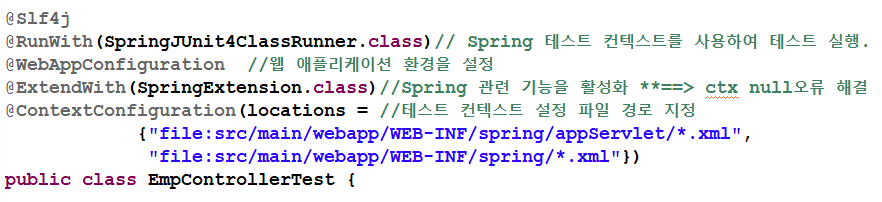 @Slf4j
@RunWith(SpringJUnit4ClassRunner.class)// Spring 테스트 컨텍스트를 사용하여 테스트 실행.
@WebAppConfiguration  //웹 애플리케이션 환경을 설정
@ExtendWith(SpringExtension.class)//Spring 관련 기능을 활성화 **==> ctx null오류 해결
@ContextConfiguration(locations = //테스트 컨텍스트 설정 파일 경로 지정
{"file:src/main/webapp/WEB-INF/spring/appServlet/*.xml",
"file:src/main/webapp/WEB-INF/spring/*.xml"})
public class EmpControllerTest {